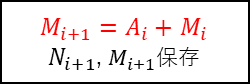 M_{i+1} = A_i + M_i
N_{i+1}, M_{i+1}保存